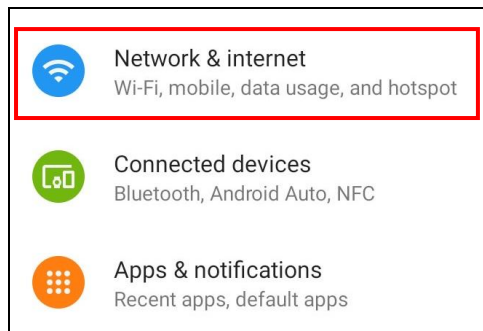 Network & internet
Wi-Fi, mobile, data usage, and hotspot
Connected devices
Bluetooth, Android Auto, NFC
Apps & notifications
Recent apps, default apps